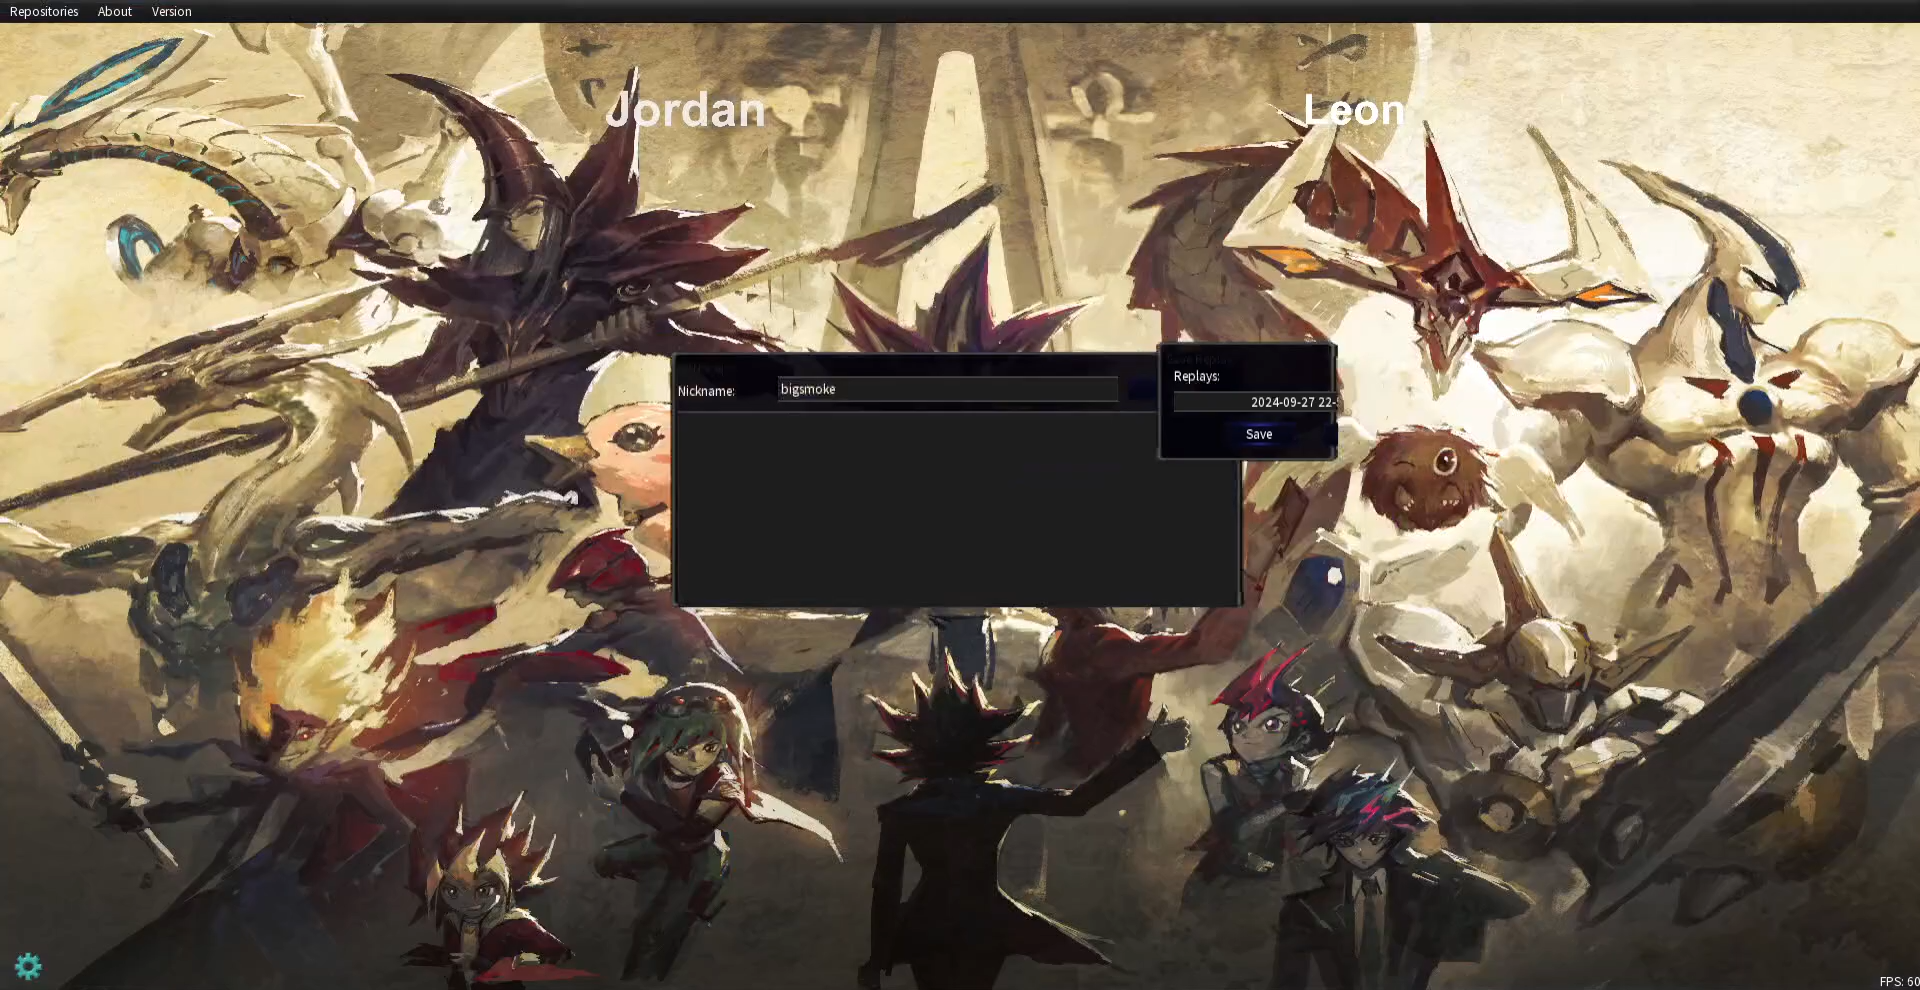 Repositories About Version
Jordan
Leon
Replays:
Nickname: bigsmoke
2024-09-27 22-
Save
FPS: 60